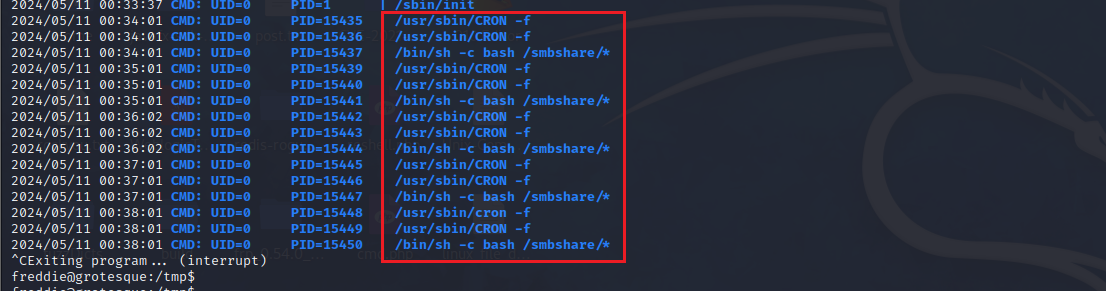 2024/05/11 00:33:37 CMD: UID=0 PID=1 | /sbin/init
2024/05/11 00:34:01 CMD: UID=0 PID=15435 | /usr/sbin/CRON -f
2024/05/11 00:34:01 CMD: UID=0 PID=15436 | /usr/sbin/CRON -f
2024/05/11 00:34:01 CMD: UID=0 PID=15437 | /bin/sh -c bash /smbshare/*
2024/05/11 00:35:01 CMD: UID=0 PID=15439 | /usr/sbin/CRON -f
2024/05/11 00:35:01 CMD: UID=0 PID=15440 | /usr/sbin/CRON -f
2024/05/11 00:35:01 CMD: UID=0 PID=15441 | /bin/sh -c bash /smbshare/*
2024/05/11 00:36:02 CMD: UID=0 PID=15442 | /usr/sbin/CRON -f
2024/05/11 00:36:02 CMD: UID=0 PID=15443 | /usr/sbin/CRON -f
2024/05/11 00:36:02 CMD: UID=0 PID=15444 | /bin/sh -c bash /smbshare/*
2024/05/11 00:37:01 CMD: UID=0 PID=15445 | /usr/sbin/CRON -f
2024/05/11 00:37:01 CMD: UID=0 PID=15446 | /usr/sbin/CRON -f
2024/05/11 00:37:01 CMD: UID=0 PID=15447 | /bin/sh -c bash /smbshare/*
2024/05/11 00:38:01 CMD: UID=0 PID=15448 | /usr/sbin/cron -f
2024/05/11 00:38:01 CMD: UID=0 PID=15449 | /usr/sbin/CRON -f
2024/05/11 00:38:01 CMD: UID=0 PID=15450 | /bin/sh -c bash /smbshare/*
^CExiting program... (interrupt)
freddie@grotesque:/tmp$
freddie@grotesque:/tmp$